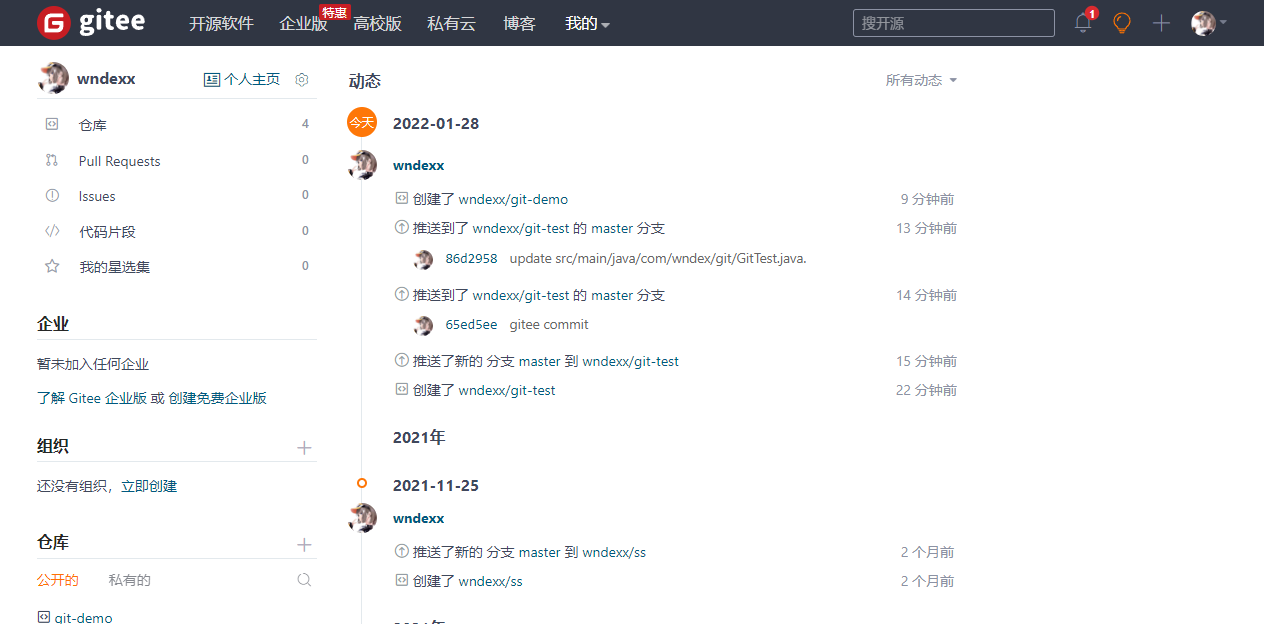 gitee 开源软件 企业版 特惠 高校版 私有云 博客 我的 搜开源 1
wndexx 个人主页
仓库 4
Pull Requests 0
Issues 0
代码片段 0
我的星选集 0
企业
暂未加入任何企业
了解 Gitee 企业版 或 创建免费企业版
组织
还没有组织，立即创建
仓库
公开的 私有的
git-demo
动态 所有动态
今天 2022-01-28
wndexx
创建了 wndexx/git-demo 9 分钟前
推送到了 wndexx/git-test 的 master 分支 13 分钟前
86d2958 update src/main/java/com/wndex/git/GitTest.java.
推送到了 wndexx/git-test 的 master 分支 14 分钟前
65ed5ee gitee commit
推送了新的 分支 master 到 wndexx/git-test 15 分钟前
创建了 wndexx/git-test 22 分钟前
2021年
2021-11-25
wndexx
推送了新的 分支 master 到 wndexx/ss 2 个月前
创建了 wndexx/ss 2 个月前